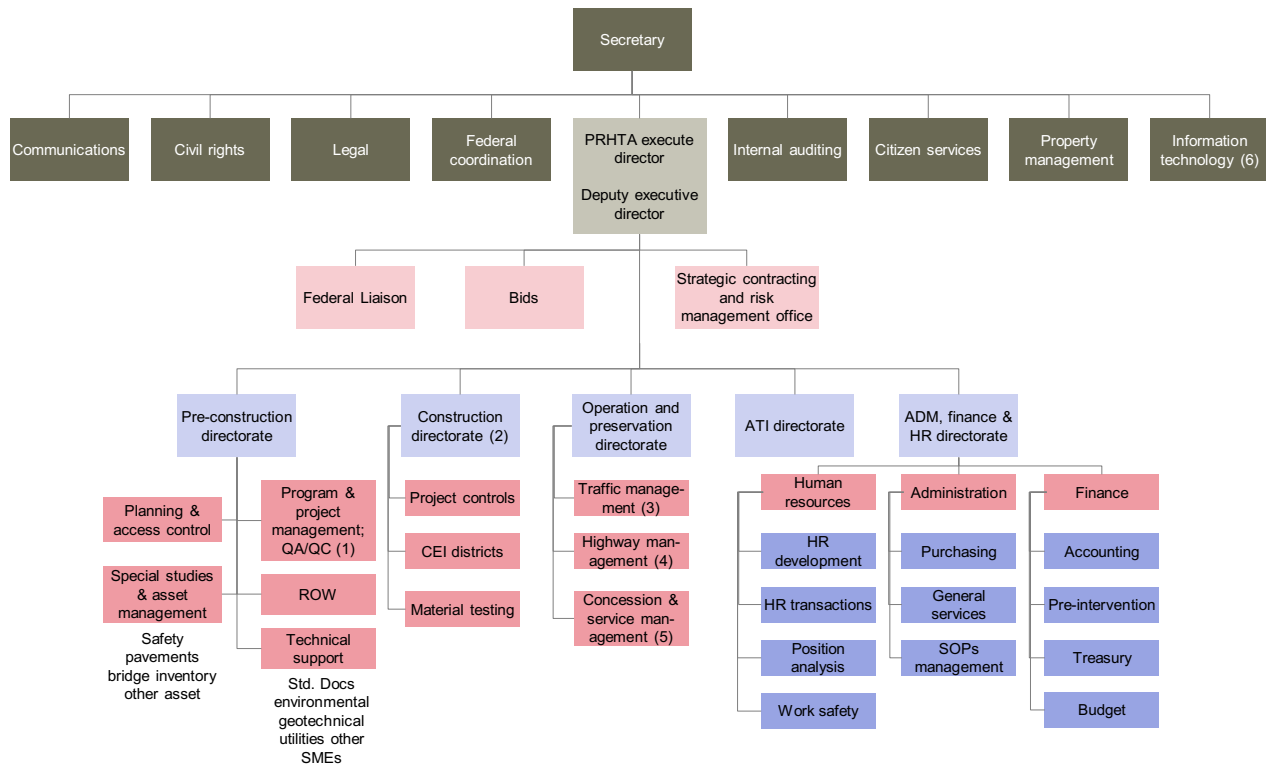 Secretary
Communications
Civil rights
Legal
Federal
coordination
PRHTA execute
director
Deputy executive
director
Internal auditing
Citizen services
Property
management
Information
technology (6)
Federal Liaison
Bids
Strategic contracting
and risk
management office
Pre-construction
directorate
Construction
directorate (2)
Operation and
preservation
directorate
ATI directorate
ADM, finance &
HR directorate
Planning &
access control
Special studies
& asset
management
Safety
pavements
bridge inventory
other asset
Program &
project
management;
QA/QC (1)
ROW
Technical
support
Std. Docs
environmental
geotechnical
utilities other
SMEs
Project controls
CEI districts
Material testing
Traffic manage-
ment (3)
Highway man-
agement (4)
Concession &
service man-
agement (5)
Human
resources
HR
development
HR transactions
Position
analysis
Work safety
Administration
Purchasing
General
services
SOPs
management
Finance
Accounting
Pre-intervention
Treasury
Budget